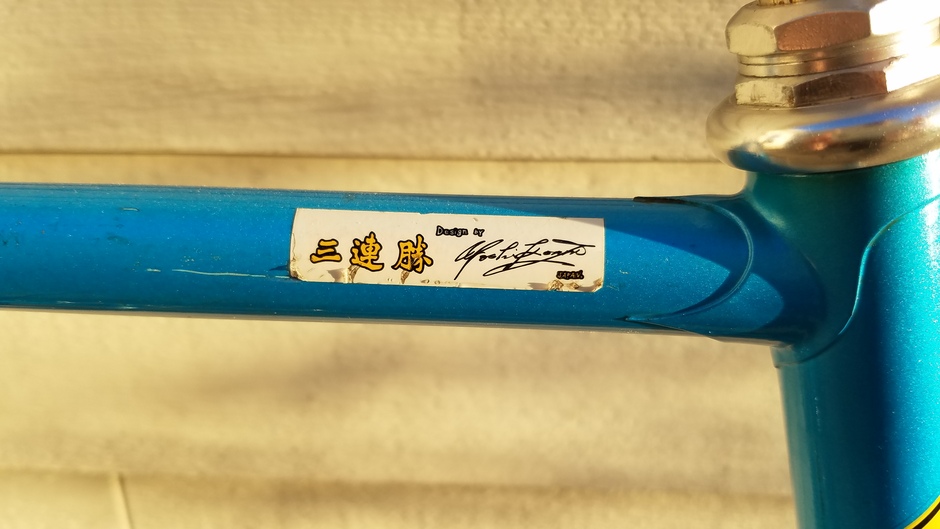 三連勝
Design by
JAPAN.